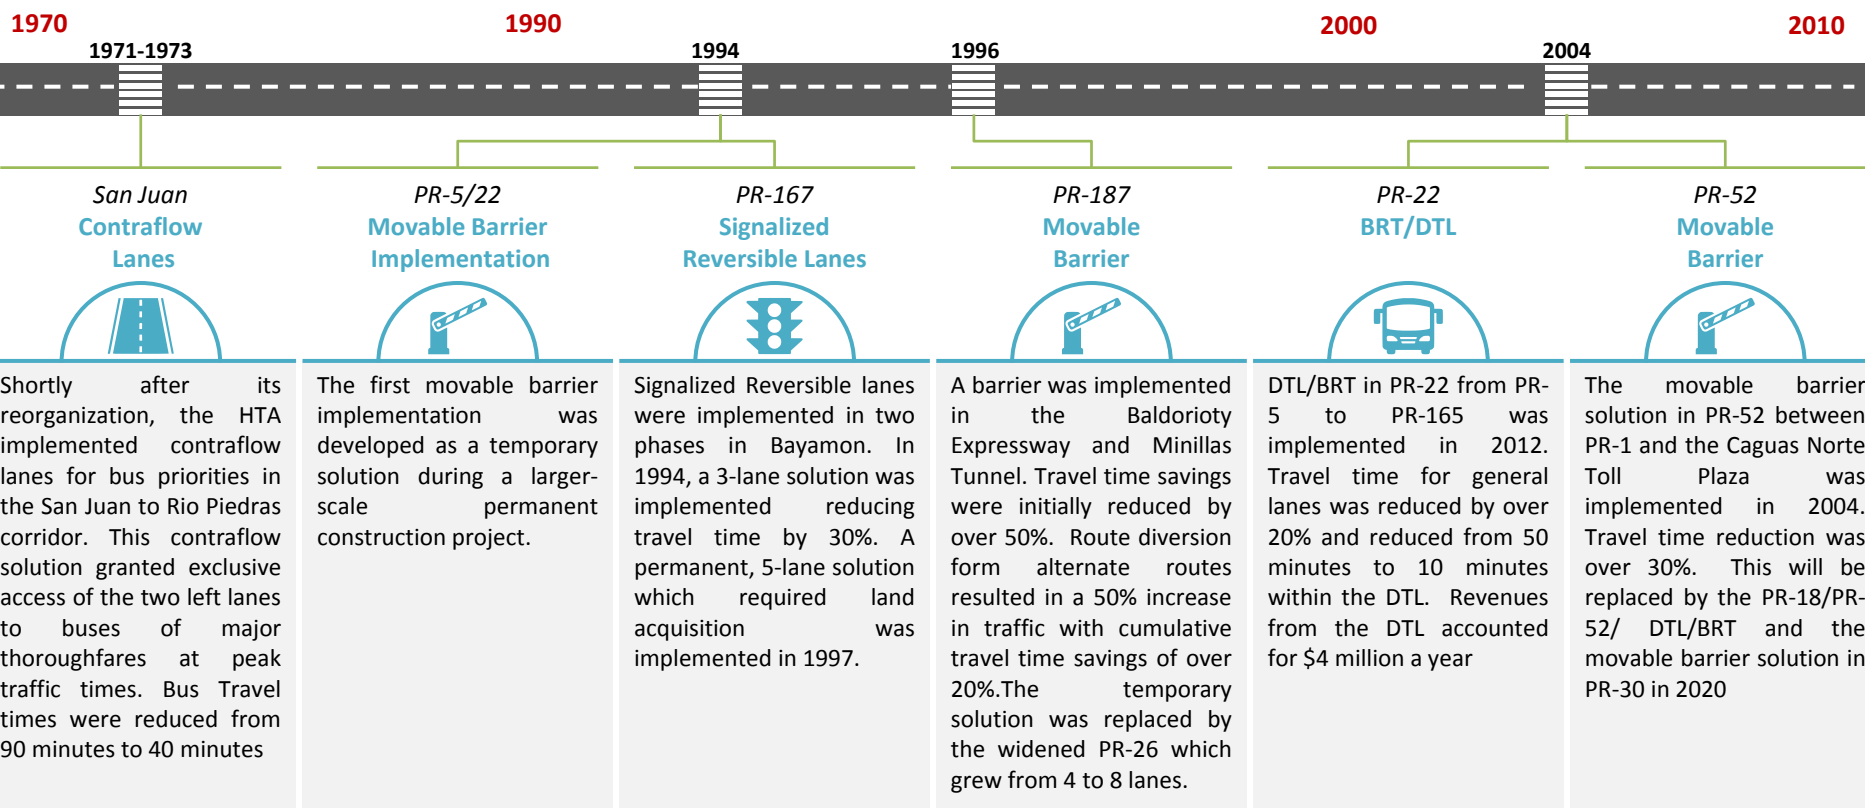 1970
1990
2000
2010
1971-1973
1994
1996
2004
San Juan
Contraflow
Lanes
Shortly after its
reorganization, the HTA
implemented contraflow
lanes for bus priorities in
the San Juan to Rio Piedras
corridor. This contraflow
solution granted exclusive
access of the two left lanes
to buses of major
thoroughfares at peak
traffic times. Bus Travel
times were reduced from
90 minutes to 40 minutes
PR-5/22
Movable Barrier
Implementation
The first movable barrier
implementation was
developed as a temporary
solution during a larger-
scale permanent
construction project.
PR-167
Signalized
Reversible Lanes
Signalized Reversible lanes
were implemented in two
phases in Bayamon. In
1994, a 3-lane solution was
implemented reducing
travel time by 30%. A
permanent, 5-lane solution
which required land
acquisition was
implemented in 1997.
PR-187
Movable
Barrier
A barrier was implemented
in the Baldorioty
Expressway and Minillas
Tunnel. Travel time savings
were initially reduced by
over 50%. Route diversion
form alternate routes
resulted in a 50% increase
in traffic with cumulative
travel time savings of over
20%.The temporary
solution was replaced by
the widened PR-26 which
grew from 4 to 8 lanes.
PR-22
BRT/DTL
DTL/BRT in PR-22 from PR-
5 to PR-165 was
implemented in 2012.
Travel time for general
lanes was reduced by over
20% and reduced from 50
minutes to 10 minutes
within the DTL. Revenues
from the DTL accounted
for $4 million a year
PR-52
Movable
Barrier
The movable barrier
solution in PR-52 between
PR-1 and the Caguas Norte
Toll Plaza was
implemented in 2004.
Travel time reduction was
over 30%. This will be
replaced by the PR-18/PR-
52/ DTL/BRT and the
movable barrier solution in
PR-30 in 2020